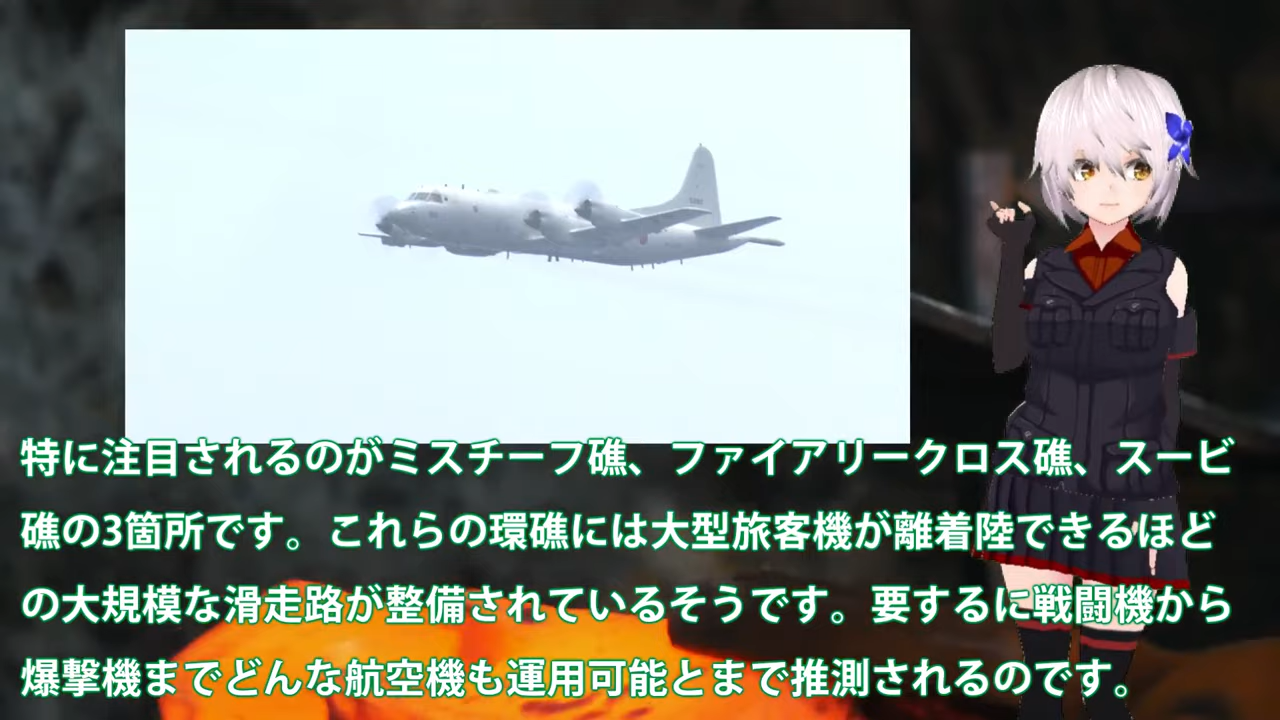 特に注目されるのがミスチーフ礁、ファイアリークロス礁、スービ
礁の3箇所です。これらの環礁には大型旅客機が離着陸できるほど
の大規模な滑走路が整備されているそうです。要するに戦闘機から
爆撃機までどんな航空機も運用可能とまで推測されるのです。